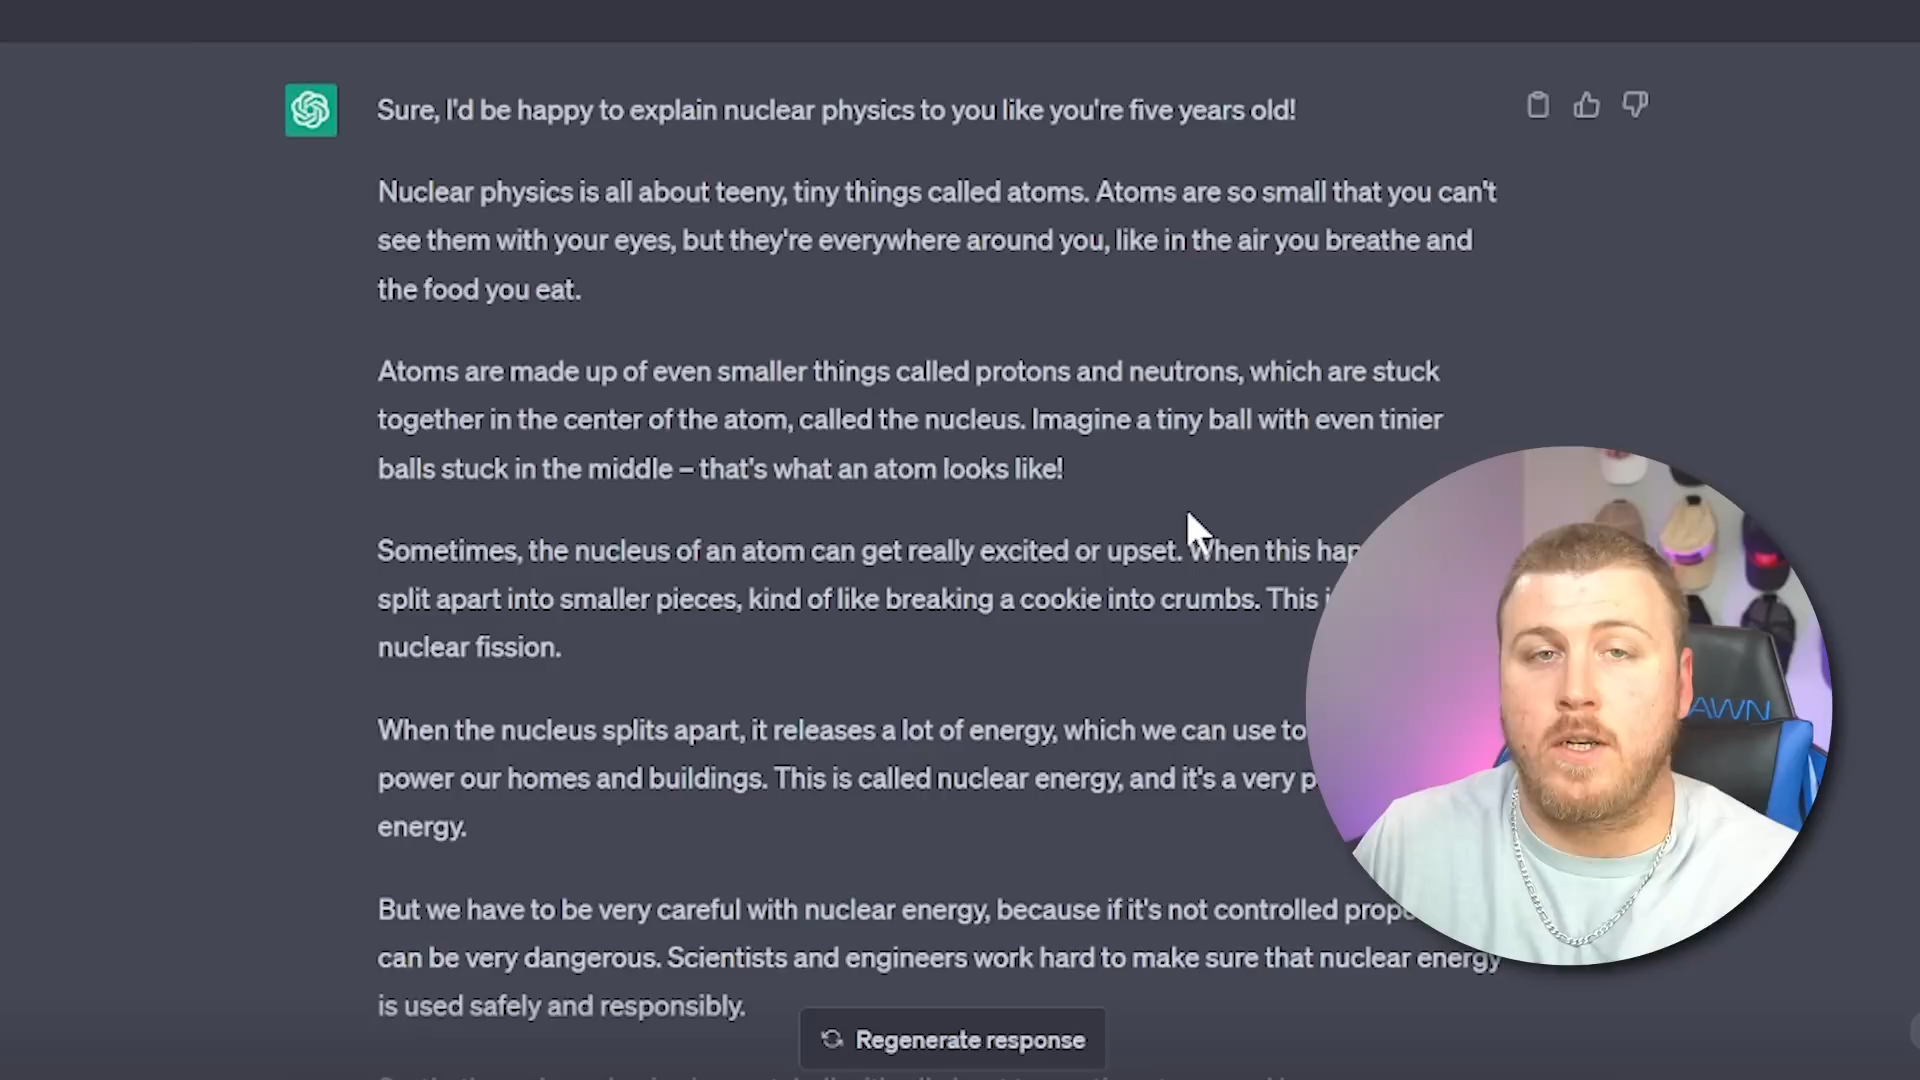 Sure, I'd be happy to explain nuclear physics to you like you're five years old!
Nuclear physics is all about teeny, tiny things called atoms. Atoms are so small that you can't
see them with your eyes, but they're everywhere around you, like in the air you breathe and
the food you eat.
Atoms are made up of even smaller things called protons and neutrons, which are stuck
together in the center of the atom, called the nucleus. Imagine a tiny ball with even tinier
balls stuck in the middle – that's what an atom looks like!
Sometimes, the nucleus of an atom can get really excited or upset. When this
split apart into smaller pieces, kind of like breaking a cookie into crumbs. This
nuclear fission.
When the nucleus splits apart, it releases a lot of energy, which we can use to
power our homes and buildings. This is called nuclear energy, and it's a very
energy.
AWN
But we have to be very careful with nuclear energy, because if it's not controlled
can be very dangerous. Scientists and engineers work hard to make sure that nuclear energy
is used safely and responsibly.
Regenerate response